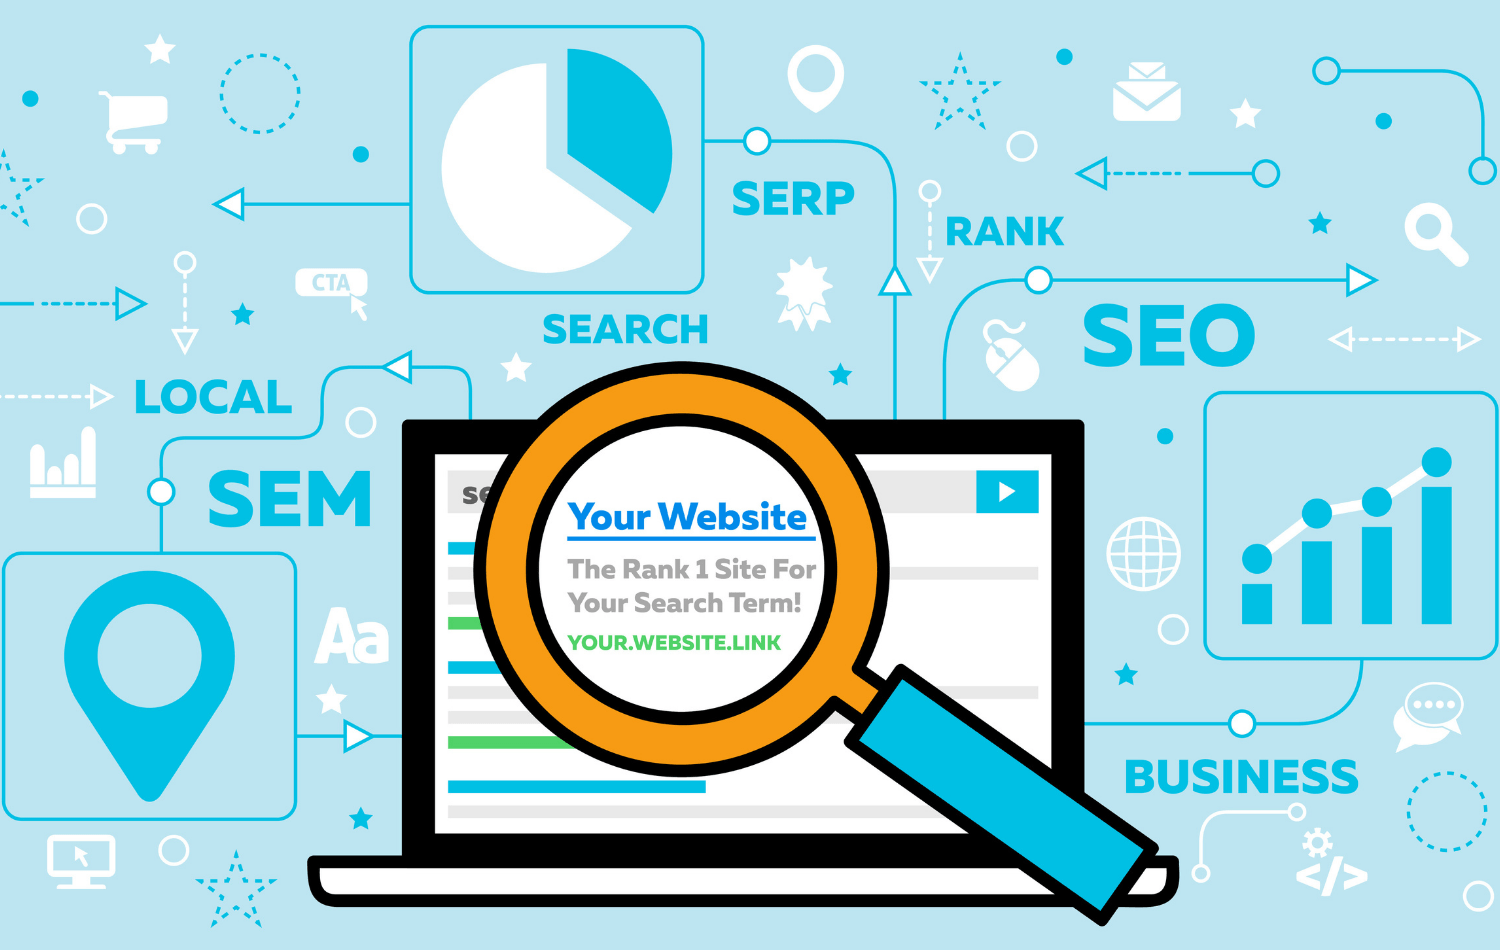 SERP
RANK
CTA
SEARCH
SEO
LOCAL
SEM
Your Website
The Rank 1 Site For
Your Search Term!
YOUR.WEBSITE.LINK
Aa
BUSINESS
</>